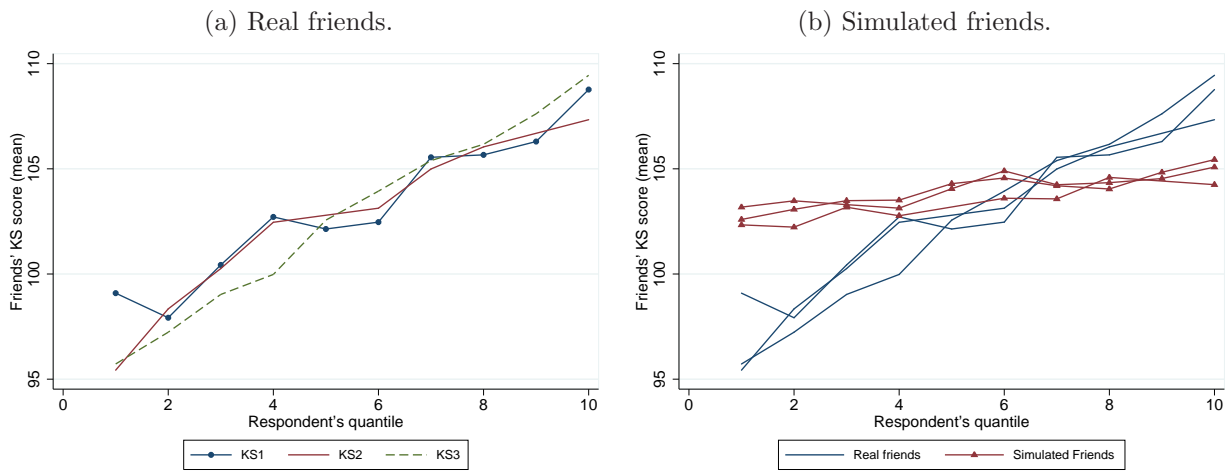 (a) Real friends.
Friends' KS score (mean)
110
105
100
95
0 2 4 6 8 10
Respondent's quantile
KS1 KS2 KS3
(b) Simulated friends.
Friends' KS score (mean)
110
105
100
95
0 2 4 6 8 10
Respondent's quantile
Real friends Simulated Friends